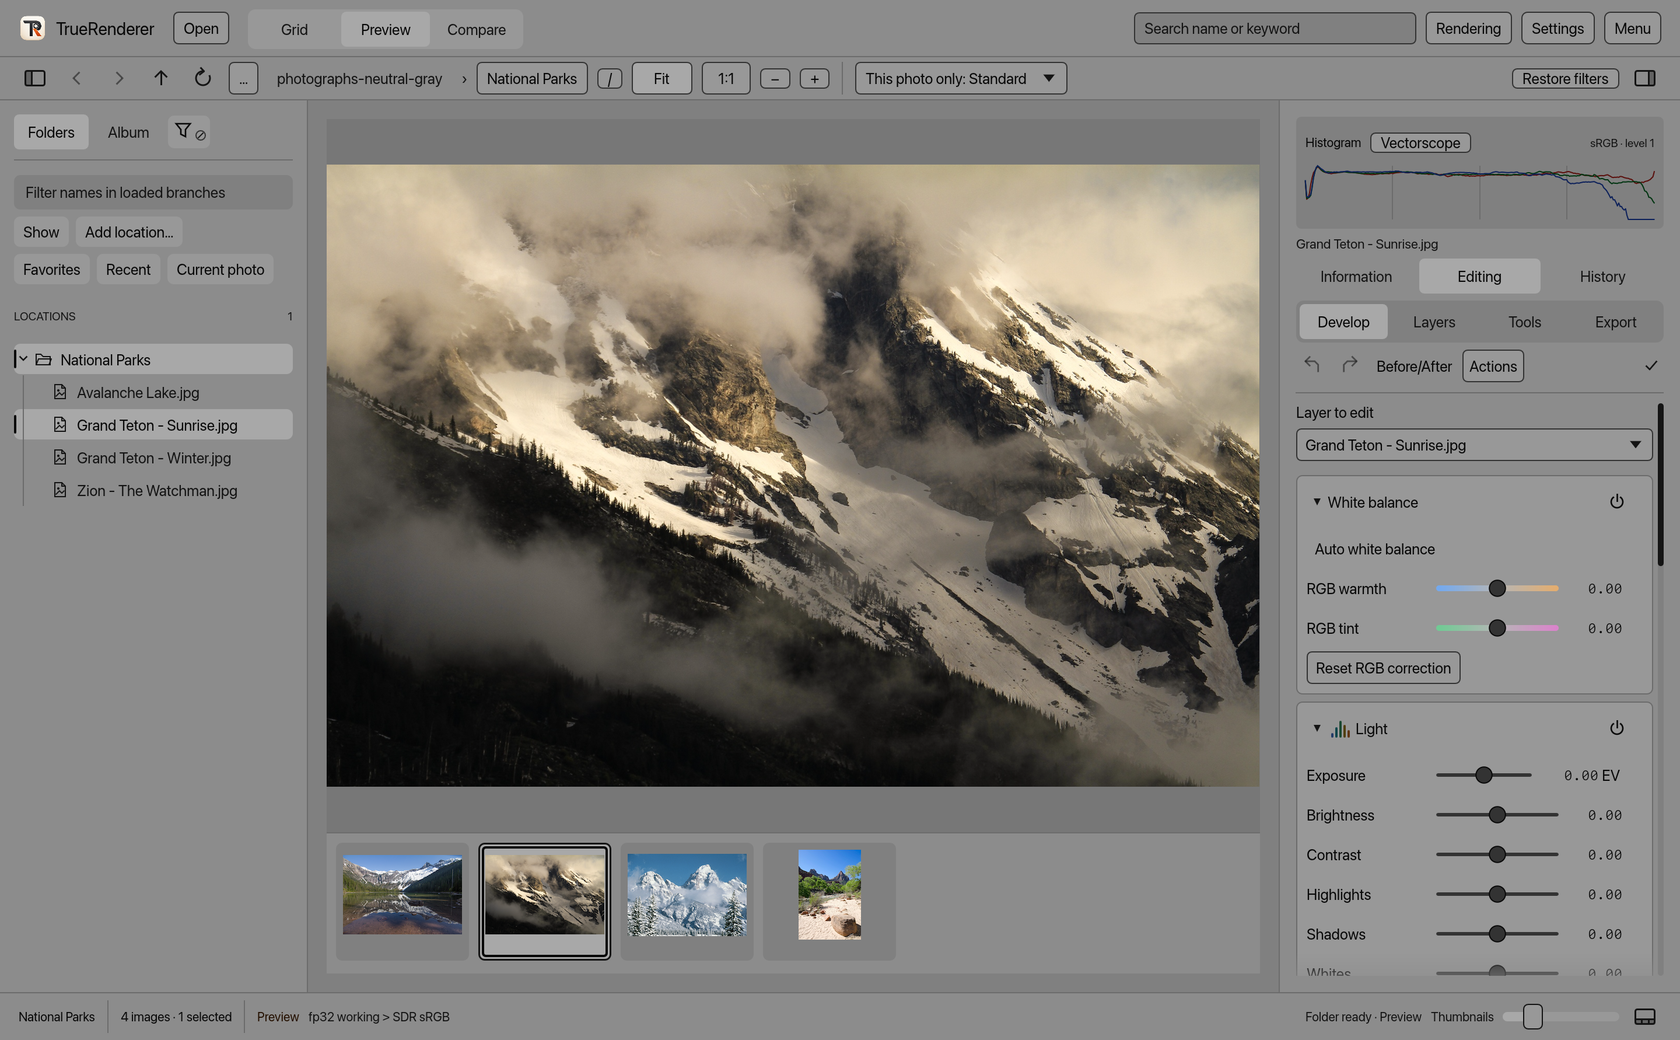 TrueRenderer
Open
Grid
Preview
Compare
Search name or keyword
Rendering
Settings
Menu
...
photographs-neutral-gray
›
National Parks
/
Fit
1:1
−
+
This photo only: Standard
Restore filters
Folders
Album
Filter names in loaded branches
Show
Add location...
Favorites
Recent
Current photo
LOCATIONS
1
National Parks
Avalanche Lake.jpg
Grand Teton - Sunrise.jpg
Grand Teton - Winter.jpg
Zion - The Watchman.jpg
Histogram
Vectorscope
sRGB · level 1
Grand Teton - Sunrise.jpg
Information
Editing
History
Develop
Layers
Tools
Export
Before/After
Actions
Layer to edit
Grand Teton - Sunrise.jpg
White balance
Auto white balance
RGB warmth
0.00
RGB tint
0.00
Reset RGB correction
Light
Exposure
0.00 EV
Brightness
0.00
Contrast
0.00
Highlights
0.00
Shadows
0.00
Whites
0.00
National Parks
4 images · 1 selected
Preview
fp32 working > SDR sRGB
Folder ready · Preview
Thumbnails